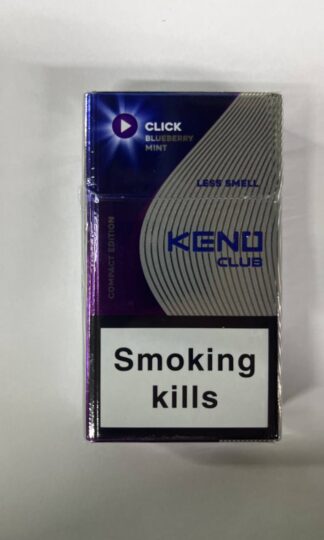 CLICK
BLUEBERRY
MINT
LESS SMELL
COMPACT EDITION
KENO
CLUB
Smoking
kills